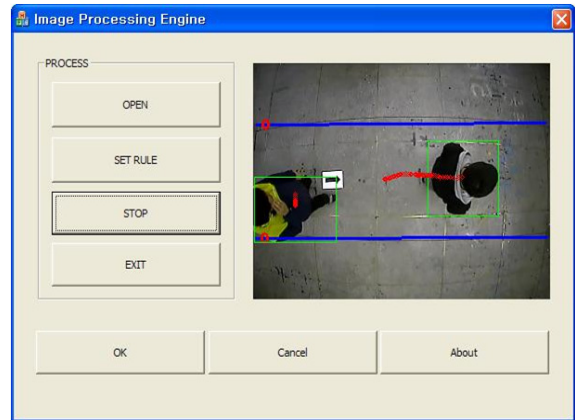 Image Processing Engine
PROCESS
OPEN
SET RULE
STOP
EXIT
OK
Cancel
About